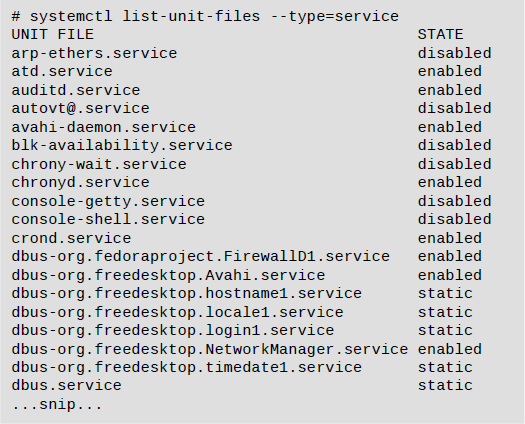 # systemctl list-unit-files --type=service
UNIT FILE STATE
arp-ethers.service disabled
atd.service enabled
auditd.service enabled
autovt@.service disabled
avahi-daemon.service enabled
blk-availability.service disabled
chrony-wait.service disabled
chronyd.service enabled
console-getty.service disabled
console-shell.service disabled
crond.service enabled
dbus-org.fedoraproject.FirewallD1.service enabled
dbus-org.freedesktop.Avahi.service enabled
dbus-org.freedesktop.hostname1.service static
dbus-org.freedesktop.locale1.service static
dbus-org.freedesktop.login1.service static
dbus-org.freedesktop.NetworkManager.service enabled
dbus-org.freedesktop.timedate1.service static
dbus.service static
...snip...